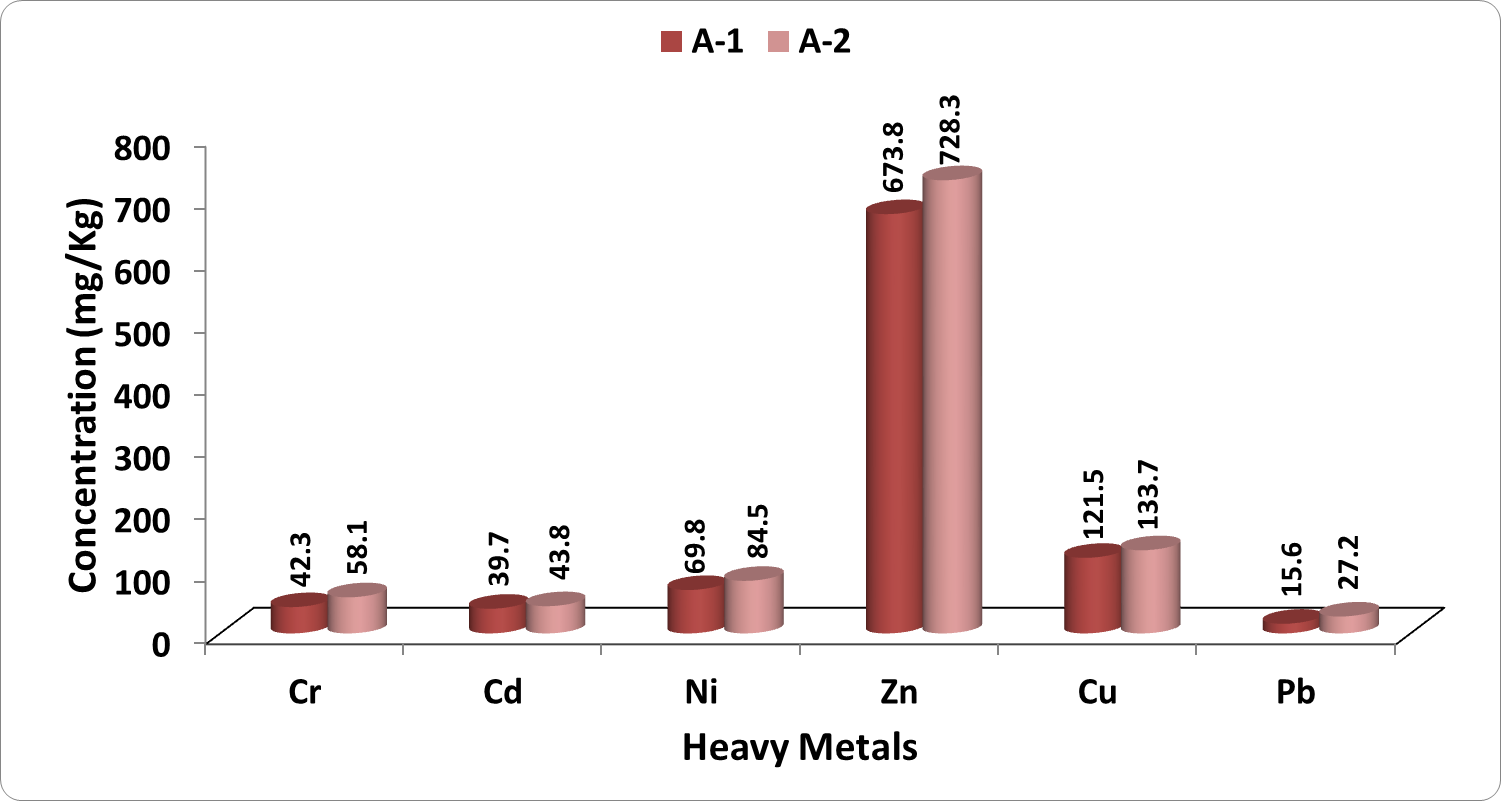 A-1 A-2
Concentration (mg/Kg)
800
700
600
500
400
300
200
100
0
42.3 58.1 39.7 43.8 69.8 84.5 673.8 728.3 121.5 133.7 15.6 27.2
Cr Cd Ni Zn Cu Pb
Heavy Metals